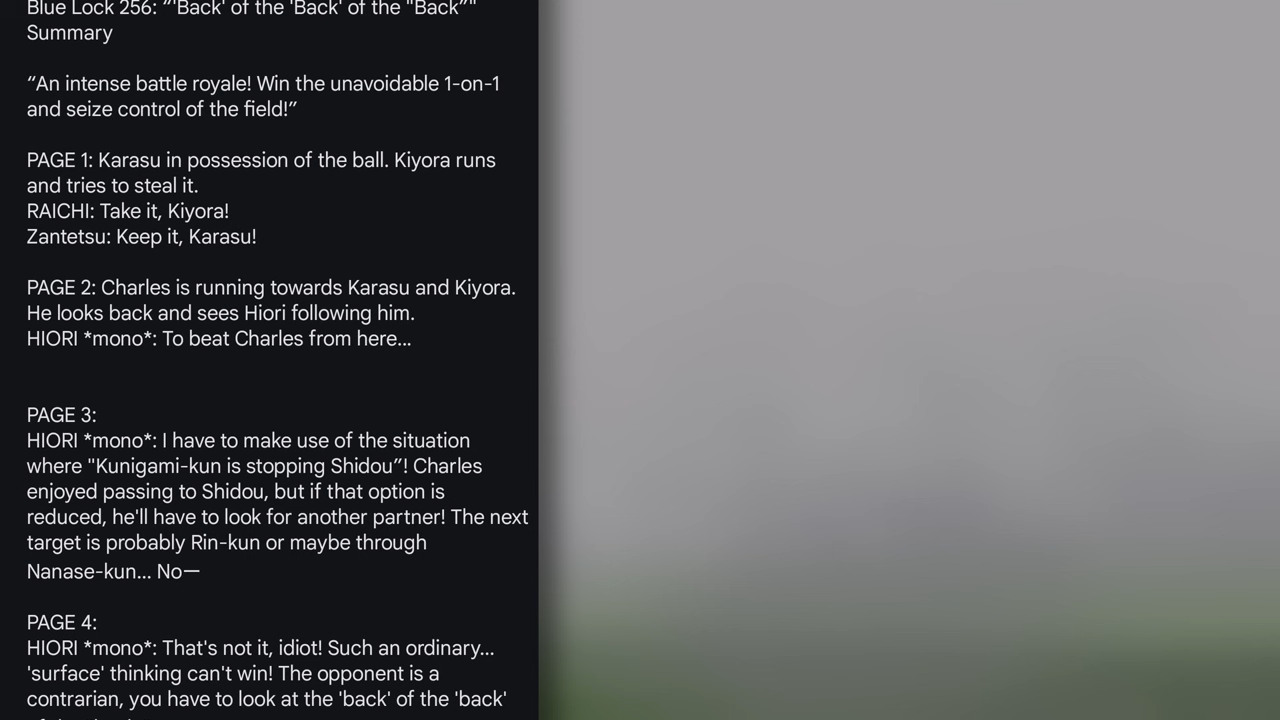 Blue Lock 256: “'Back' of the 'Back' of the "Back”"
Summary
“An intense battle royale! Win the unavoidable 1-on-1
and seize control of the field!”
PAGE 1: Karasu in possession of the ball. Kiyora runs
and tries to steal it.
RAICHI: Take it, Kiyora!
Zantetsu: Keep it, Karasu!
PAGE 2: Charles is running towards Karasu and Kiyora.
He looks back and sees Hiori following him.
HIORI *mono*: To beat Charles from here...
PAGE 3:
HIORI *mono*: I have to make use of the situation
where "Kunigami-kun is stopping Shidou”! Charles
enjoyed passing to Shidou, but if that option is
reduced, he'll have to look for another partner! The next
target is probably Rin-kun or maybe through
Nanase-kun... No—
PAGE 4:
HIORI *mono*: That's not it, idiot! Such an ordinary...
'surface' thinking can't win! The opponent is a
contrarian, you have to look at the 'back' of the 'back'